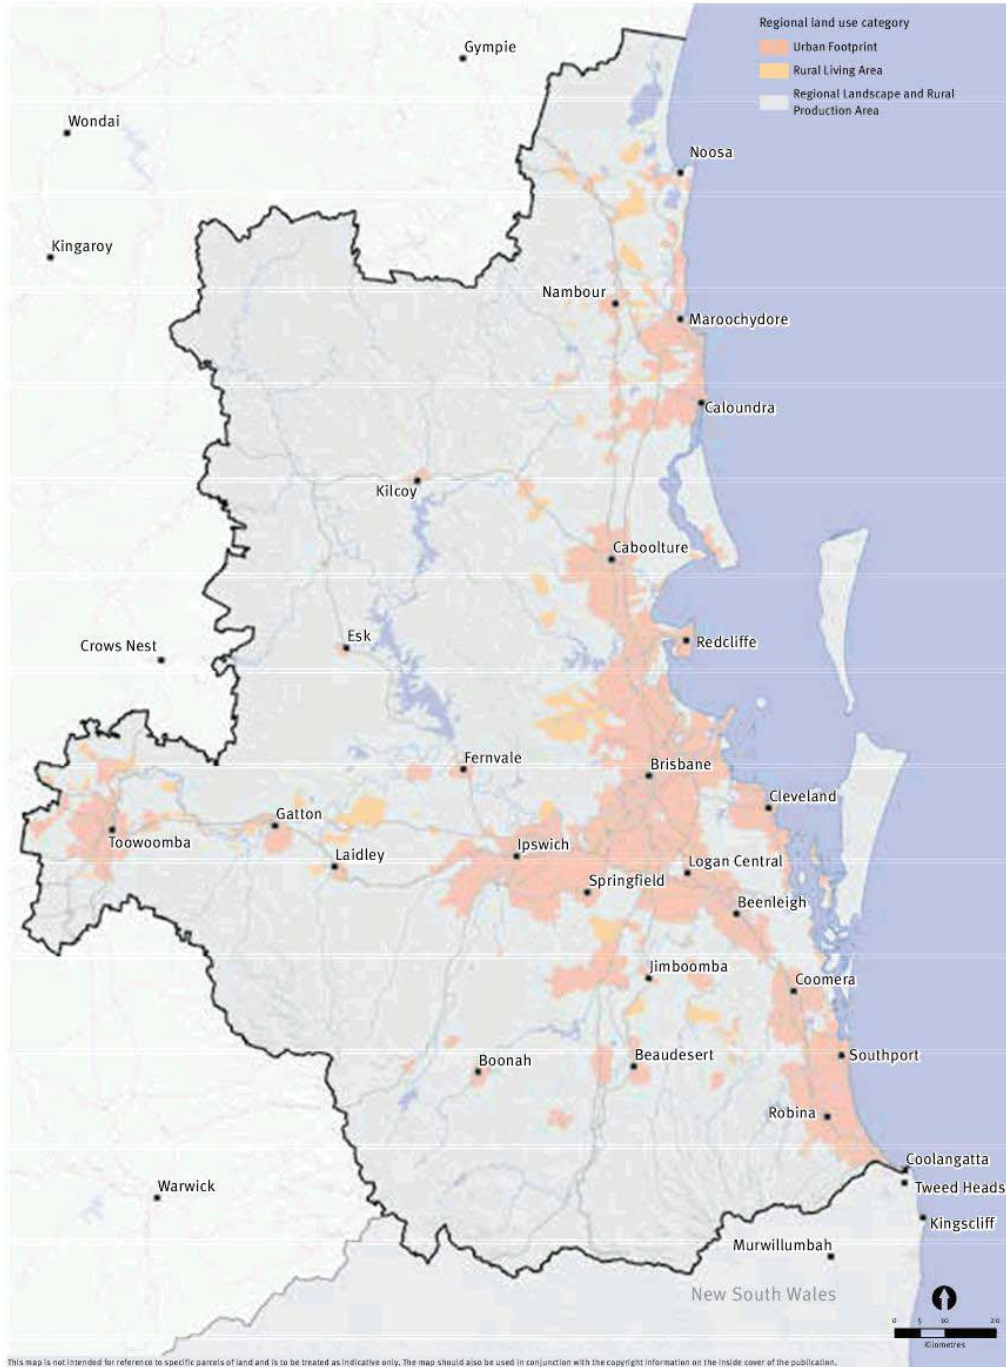 Regional land use category
Urban Footprint
Rural Living Area
Regional Landscape and Rural
Production Area
Gympie
Wondai
Noosa
Kingaroy
Nambour
Maroochydore
Caloundra
Kilcoy
Caboolture
Esk
Crows Nest
Redcliffe
Fernvale
Brisbane
Cleveland
Gatton
Toowoomba
Ipswich
Laidley
Logan Central
Springfield
Beenleigh
Jimboomba
Coomera
Boonah
Beaudesert
Southport
Robina
Coolangatta
Warwick
Tweed Heads
Kingscliff
Murwillumbah
New South Wales
0 5 10 20
Kilometres
This map is not intended for reference to specific parcels of land and is to be treated as indicative only. The map should also be used in conjunction with the copyright information on the inside cover of the publication.